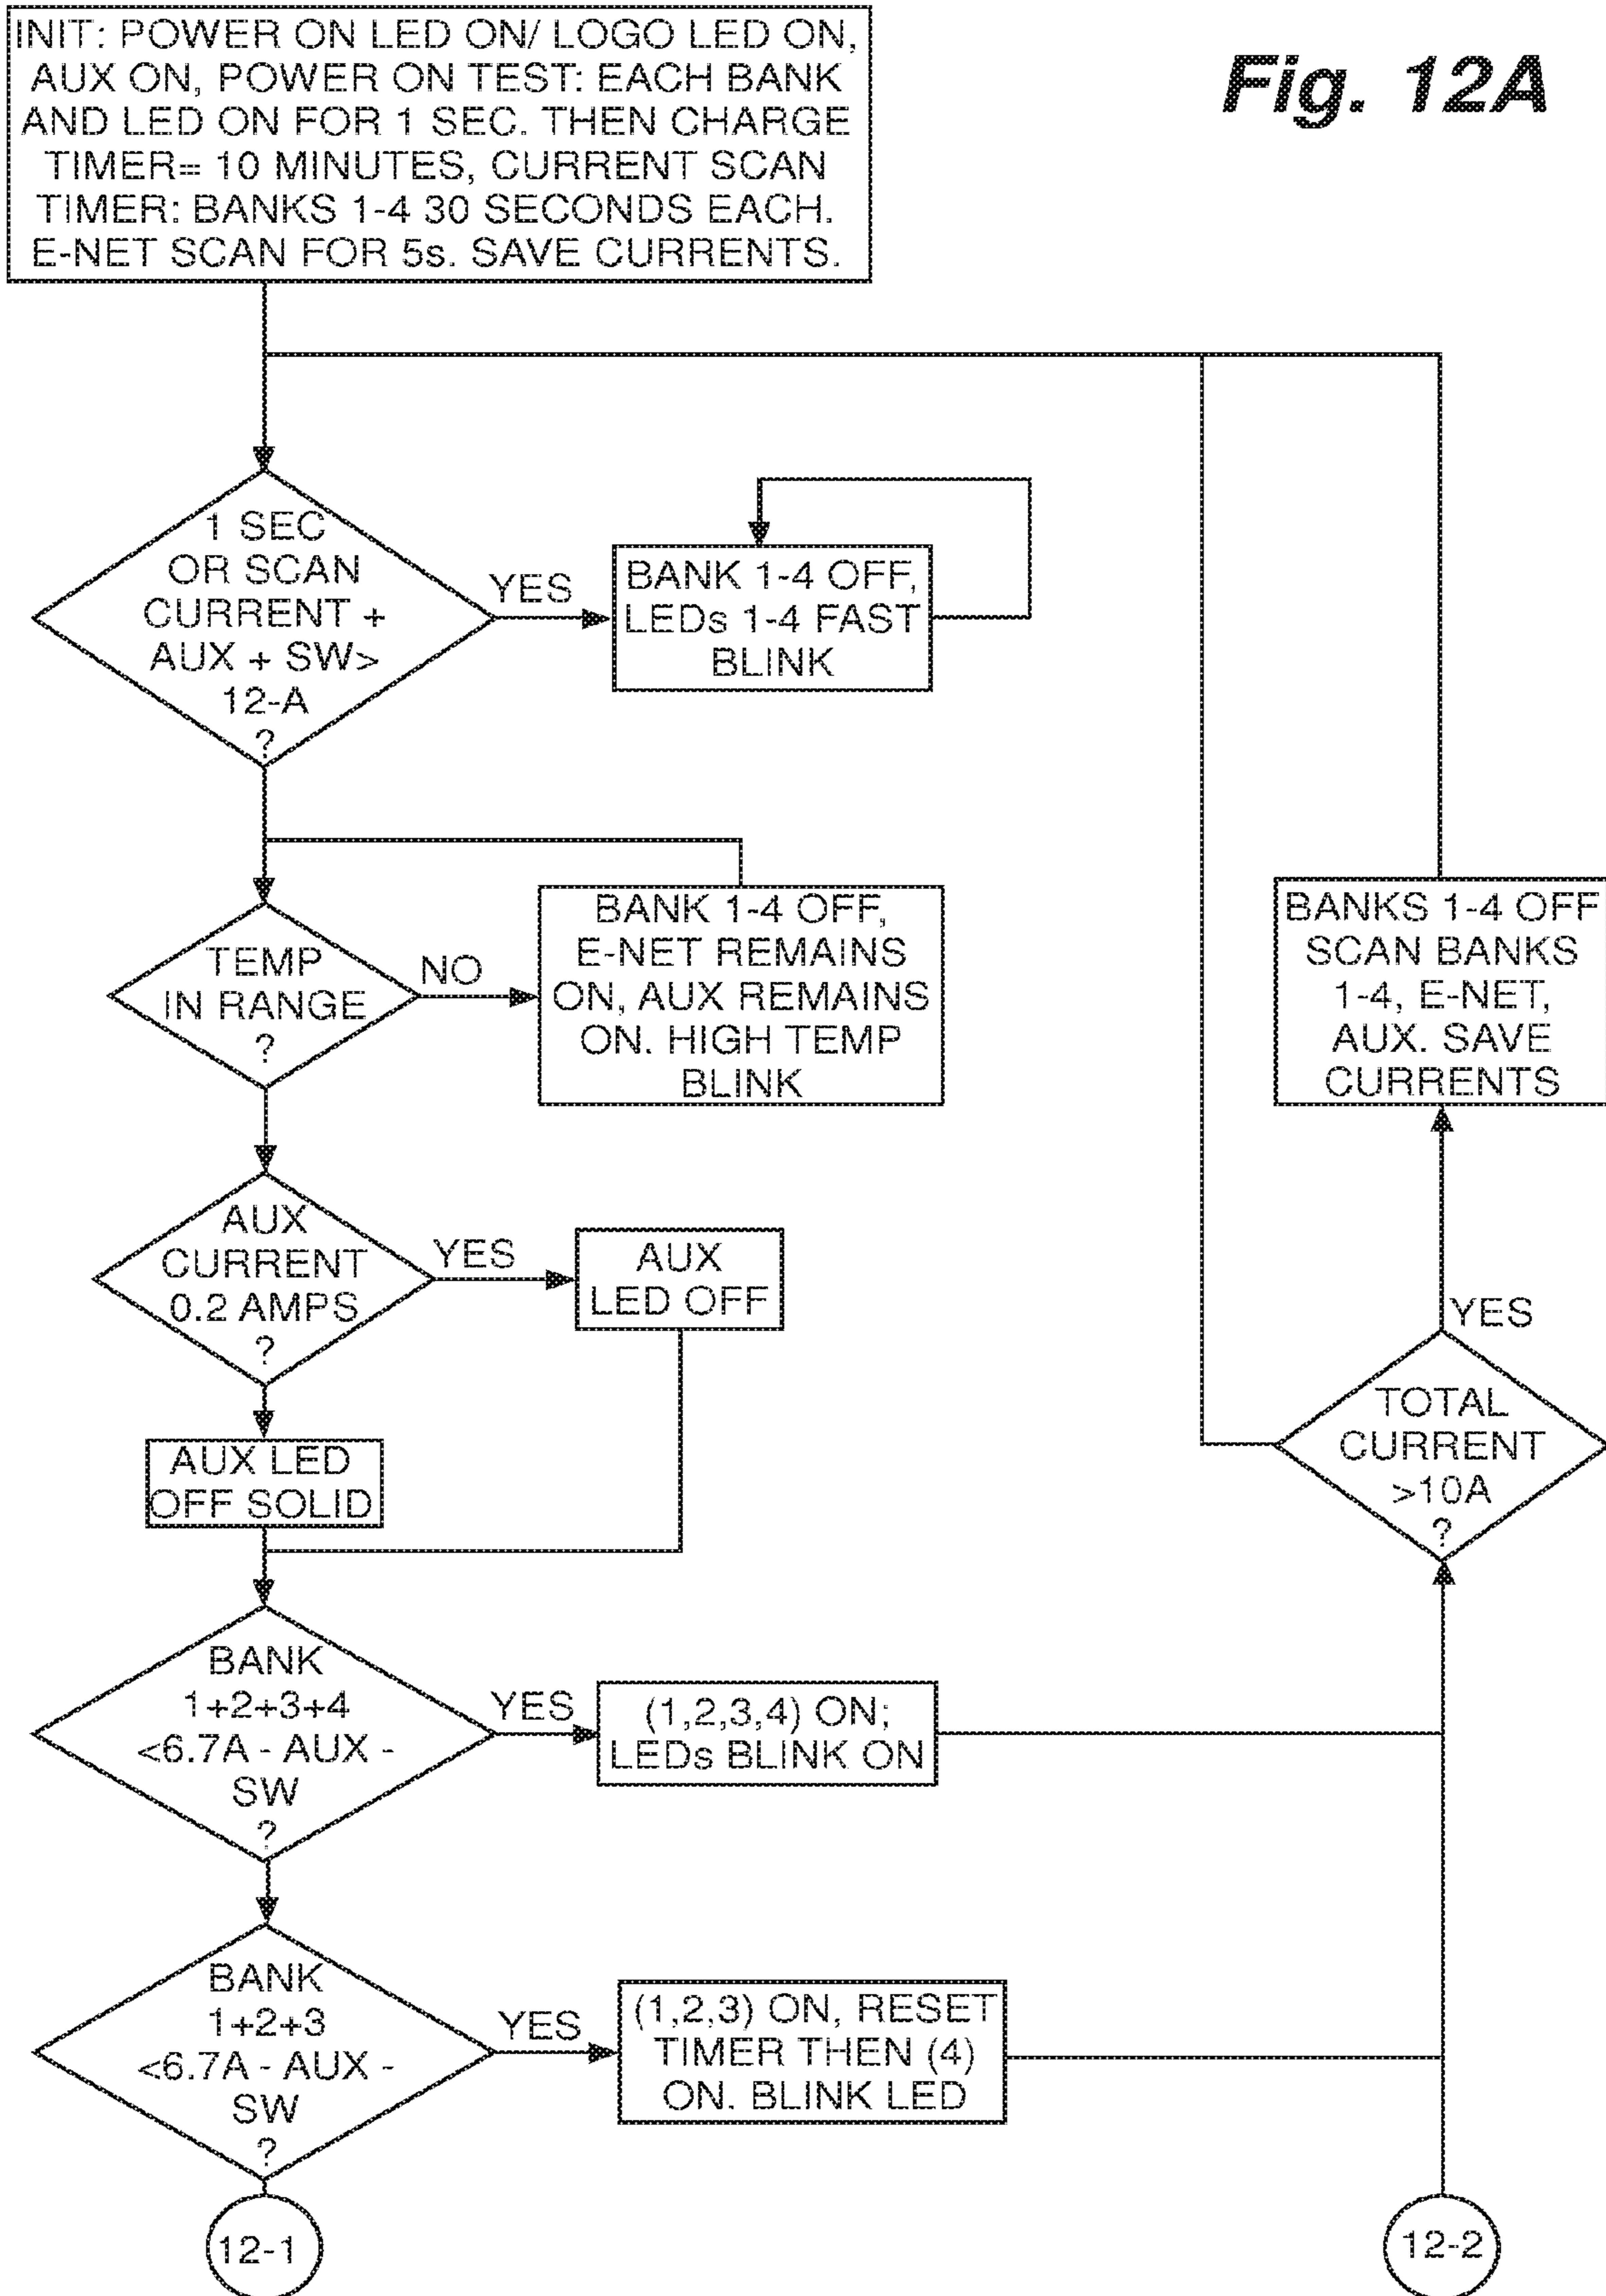 Fig. 12A
INIT: POWER ON LED ON/ LOGO LED ON,
AUX ON, POWER ON TEST: EACH BANK
AND LED ON FOR 1 SEC. THEN CHARGE
TIMER= 10 MINUTES, CURRENT SCAN
TIMER: BANKS 1-4 30 SECONDS EACH.
E-NET SCAN FOR 5s. SAVE CURRENTS.
1 SEC
OR SCAN
CURRENT +
AUX + SW>
12-A
?
YES
BANK 1-4 OFF,
LEDs 1-4 FAST
BLINK
TEMP
IN RANGE
?
NO
BANK 1-4 OFF,
E-NET REMAINS
ON, AUX REMAINS
ON. HIGH TEMP
BLINK
BANKS 1-4 OFF
SCAN BANKS
1-4, E-NET,
AUX. SAVE
CURRENTS
AUX
CURRENT
0.2 AMPS
?
YES
AUX
LED OFF
YES
TOTAL
CURRENT
>10A
?
AUX LED
OFF SOLID
BANK
1+2+3+4
<6.7A - AUX -
SW
?
YES
(1,2,3,4) ON;
LEDs BLINK ON
BANK
1+2+3
<6.7A - AUX -
SW
?
YES
(1,2,3) ON, RESET
TIMER THEN (4)
ON. BLINK LED
12-1
12-2